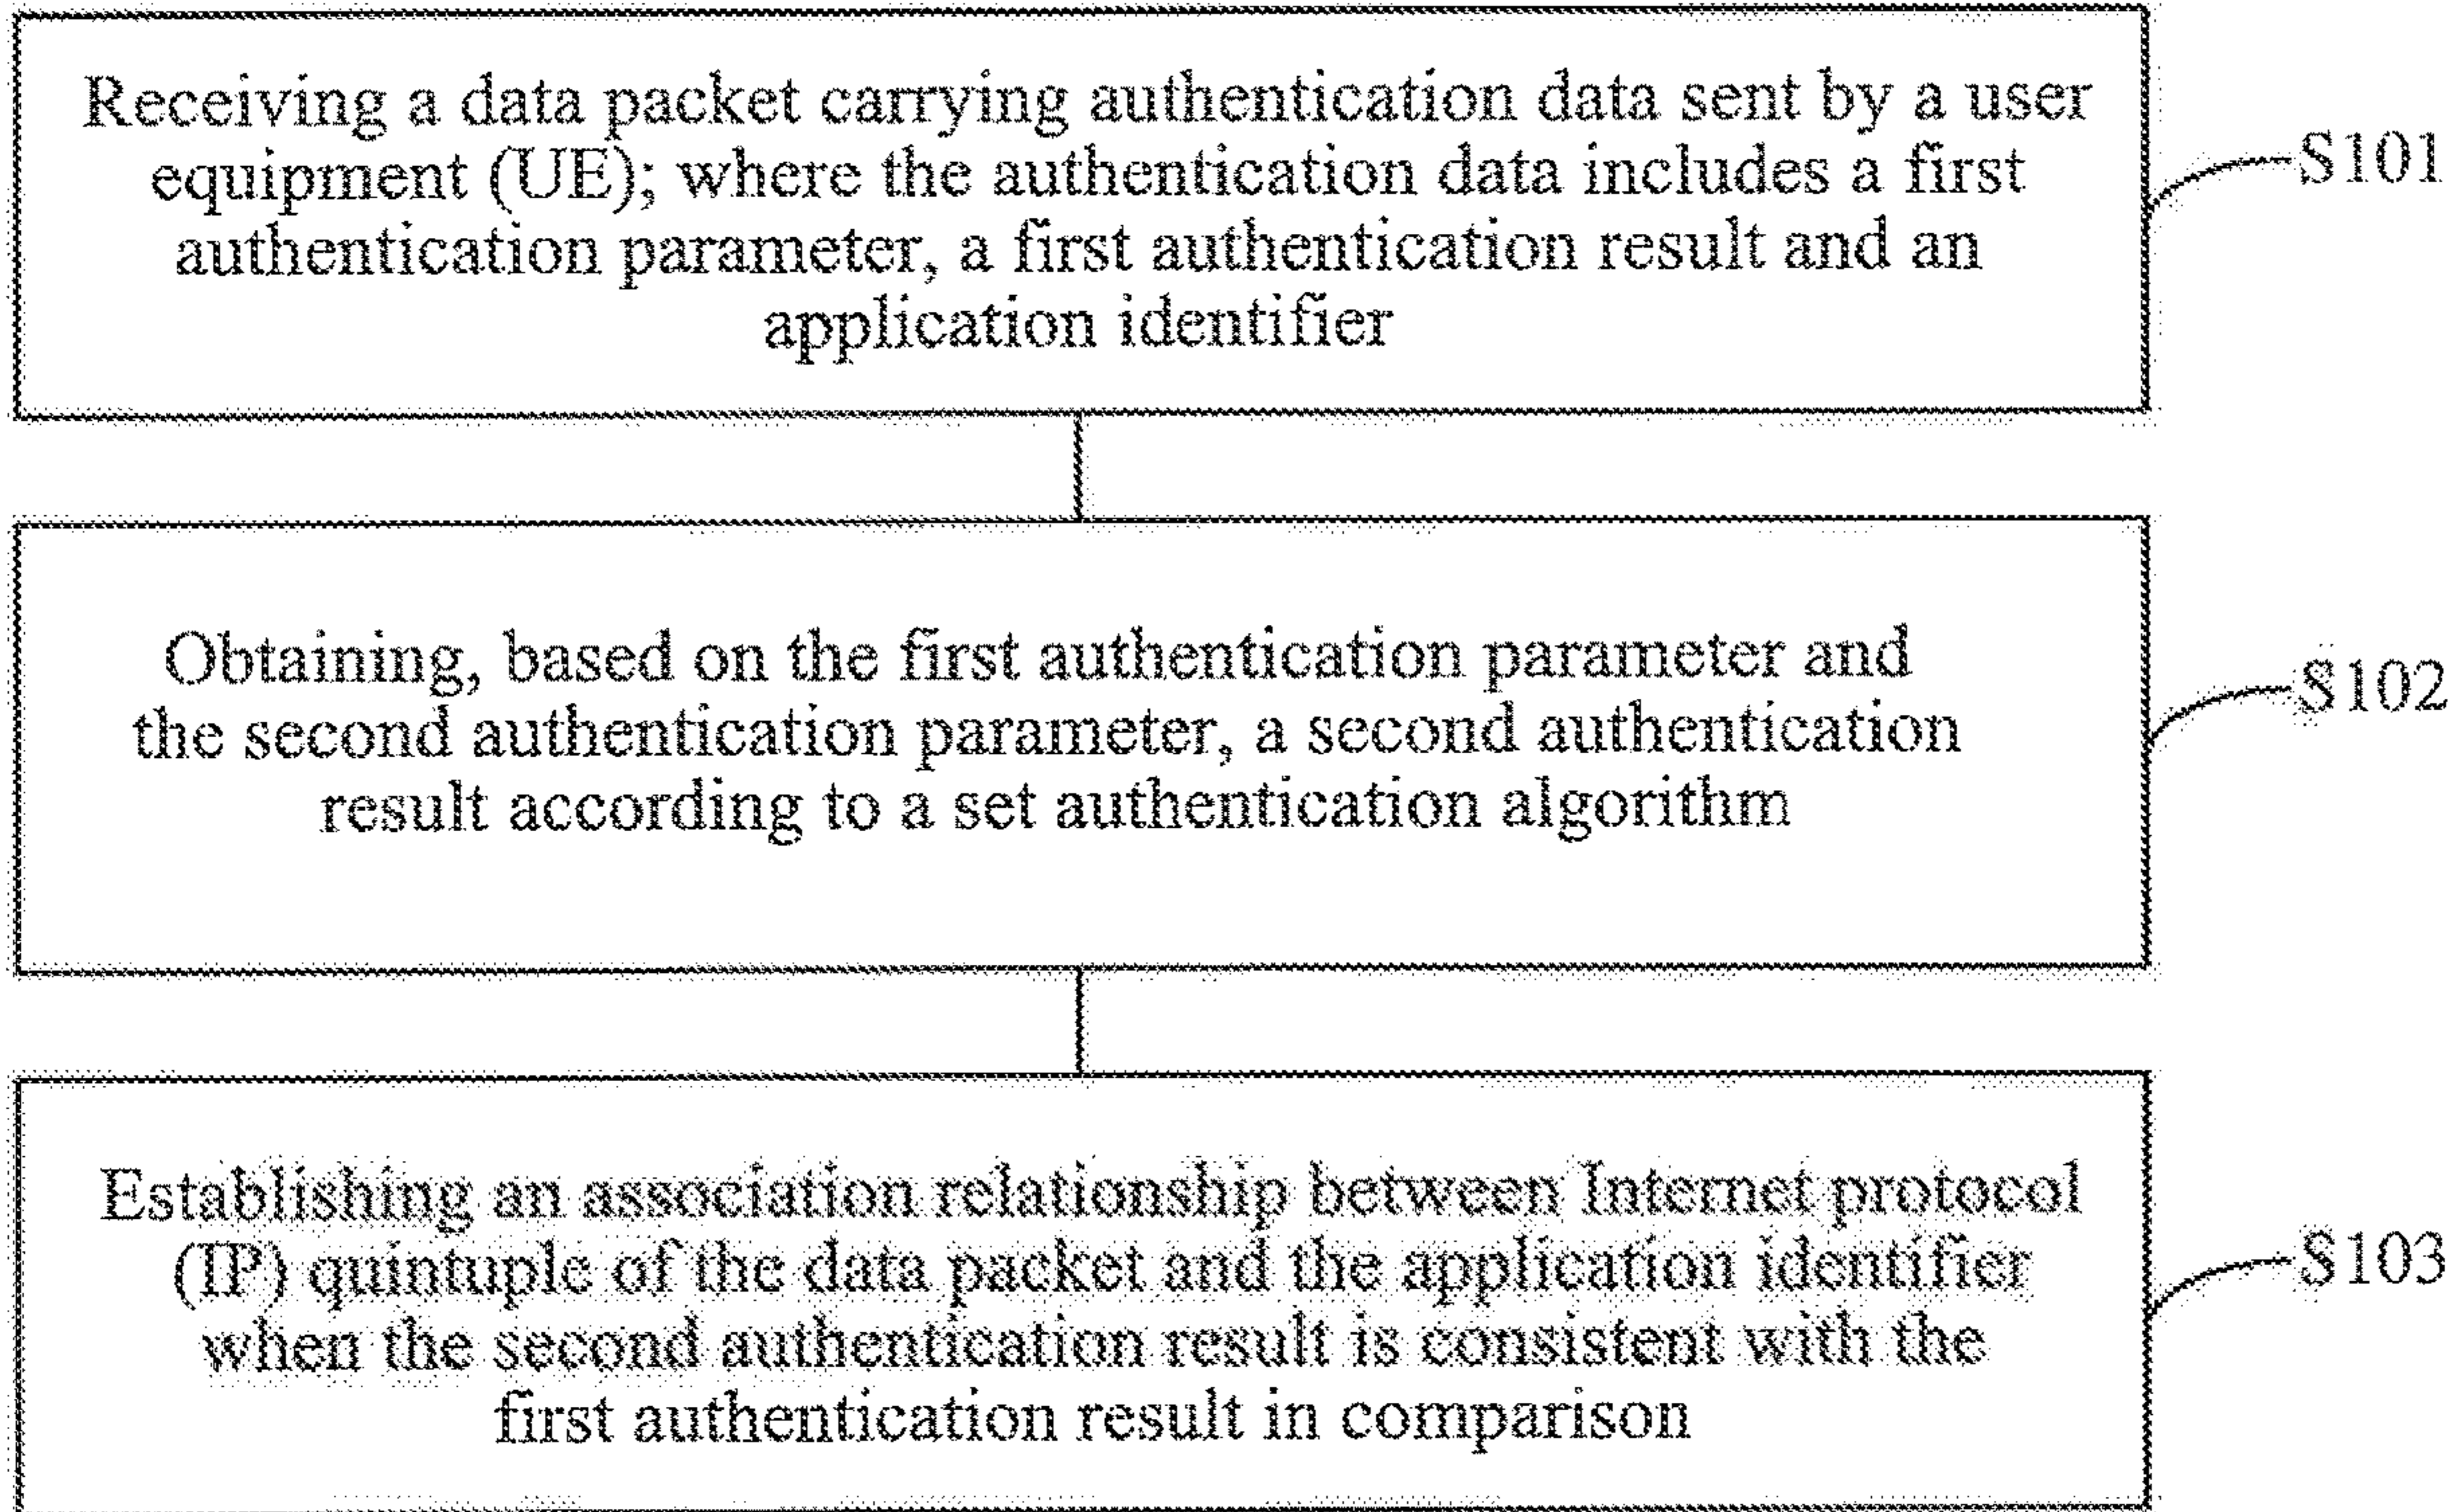 Receiving a data packet carrying authentication data sent by a user
equipment (UE); where the authentication data includes a first
authentication parameter, a first authentication result and an
application identifier
S101
Obtaining, based on the first authentication parameter and
the second authentication parameter, a second authentication
result according to a set authentication algorithm
S102
Establishing an association relationship between Internet protocol
(IP) quintuple of the data packet and the application identifier
when the second authentication result is consistent with the
first authentication result in comparison
S103